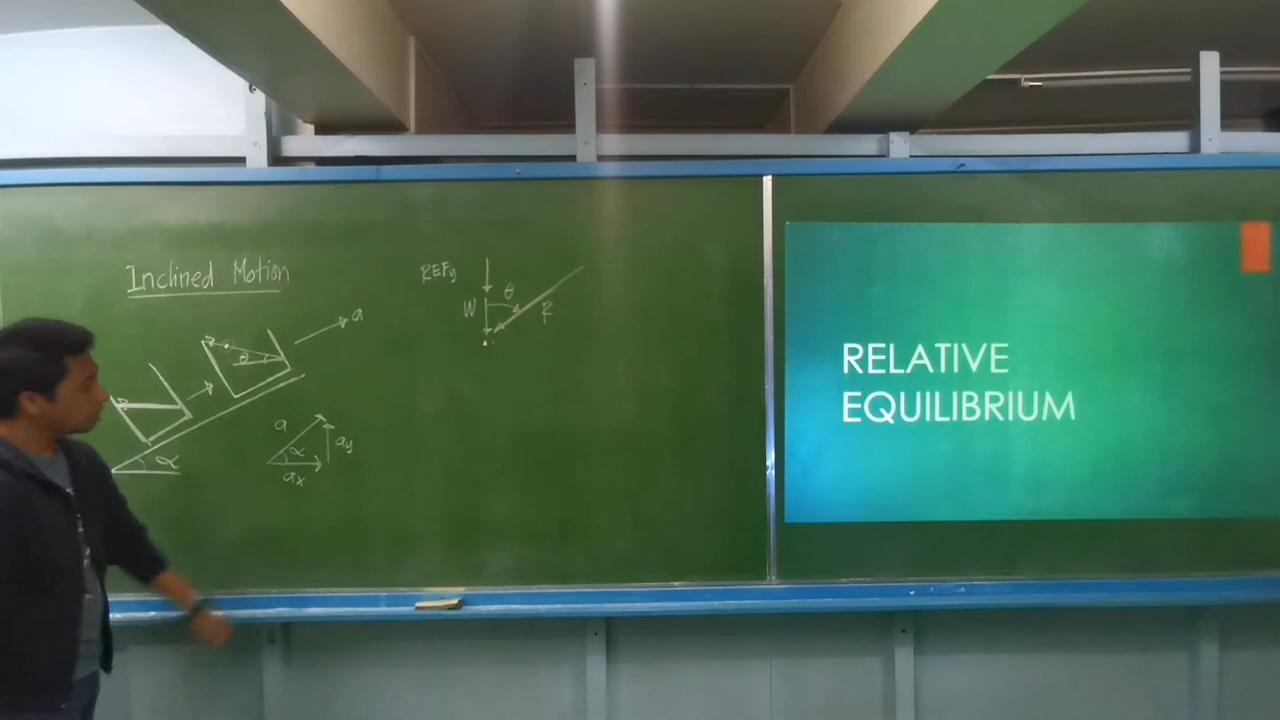 Inclined Motion
a
θ
α
a
α
ay
ax
REFy
θ
W
R
RELATIVE
EQUILIBRIUM